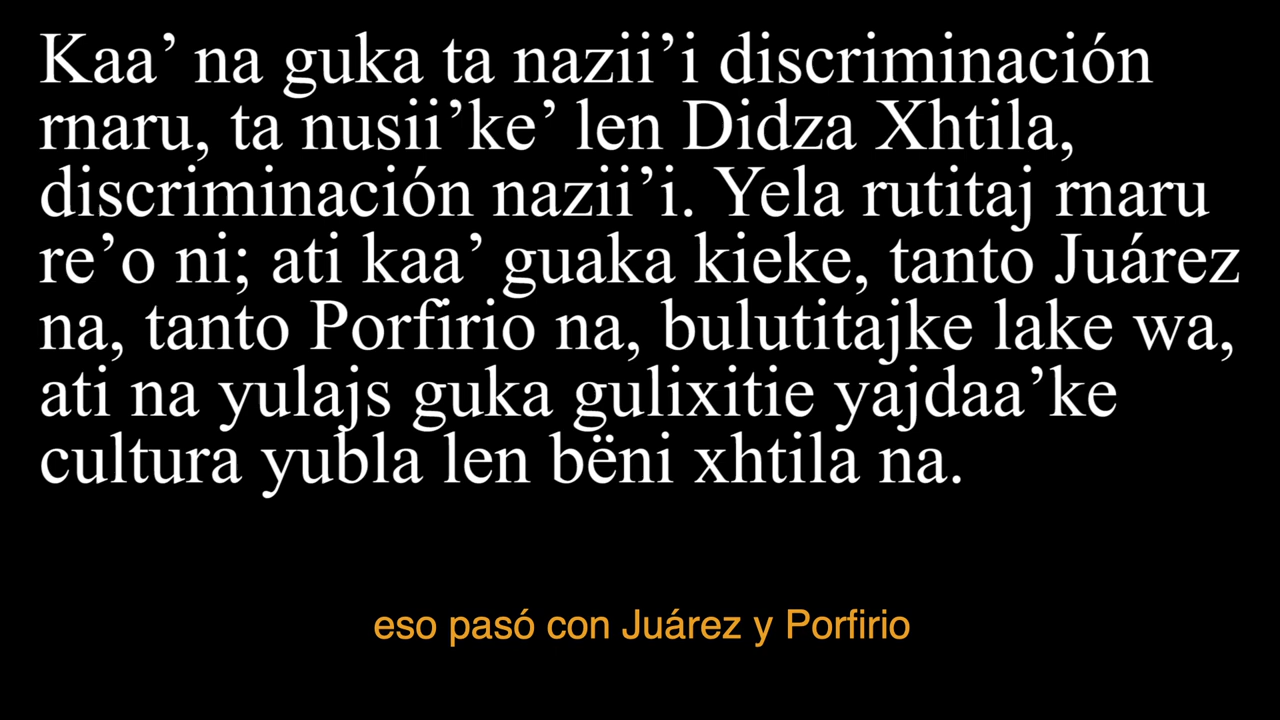 Kaa’ na guka ta nazii’i discriminación
rnaru, ta nusii’ke’ len Didza Xhtila,
discriminación nazii’i. Yela rutitaj rnaru
re’o ni; ati kaa’ guaka kieke, tanto Juárez
na, tanto Porfirio na, bulutitajke lake wa,
ati na yulajs guka gulixitie yajdaa’ke
cultura yubla len bëni xhtila na.
eso pasó con Juárez y Porfirio